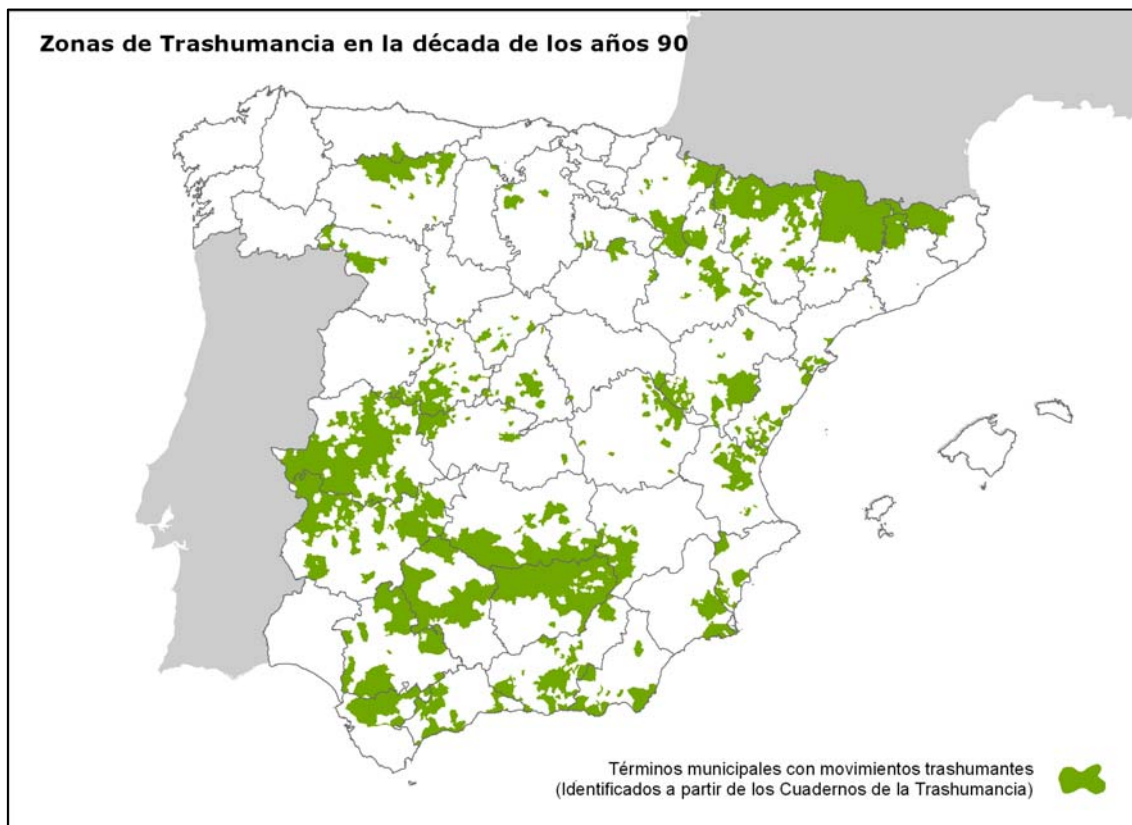 Zonas de Trashumancia en la década de los años 90
Términos municipales con movimientos trashumantes
(Identificados a partir de los Cuadernos de la Trashumancia)